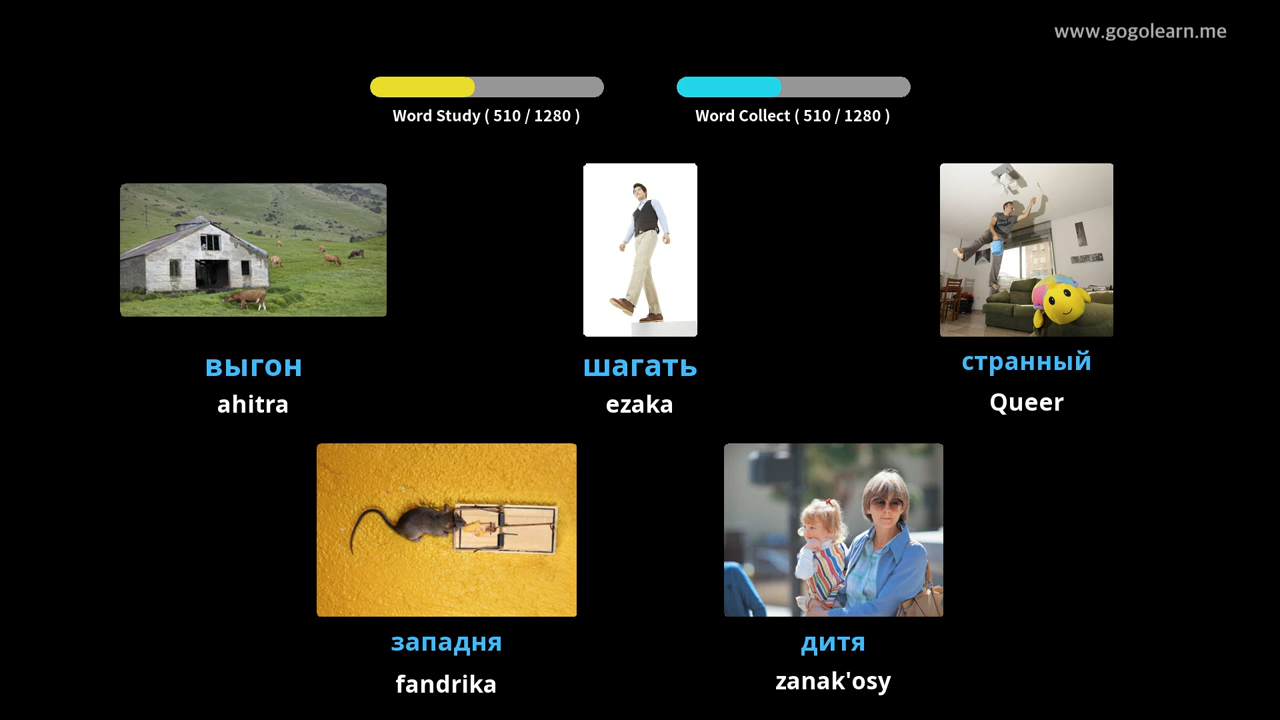 www.gogolearn.me
Word Study ( 510 / 1280 )
Word Collect ( 510 / 1280 )
выгон
ahitra
шагать
ezaka
странный
Queer
западня
fandrika
дитя
zanak'osy